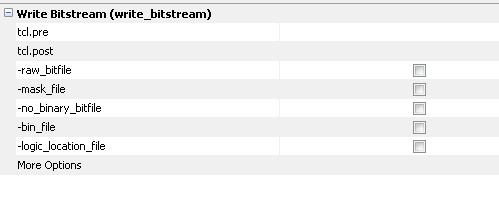 Write Bitstream (write_bitstream)
tcl.pre
tcl.post
-raw_bitfile
-mask_file
-no_binary_bitfile
-bin_file
-logic_location_file
More Options